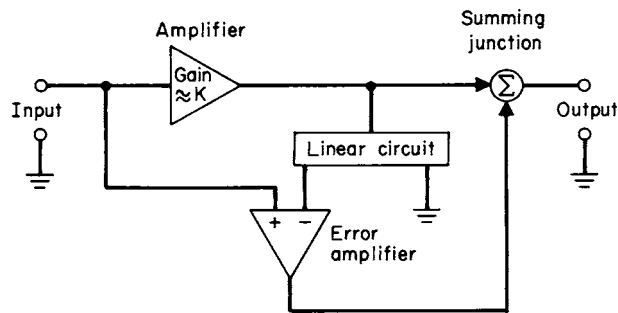 Amplifier
Summing
junction
Gain
≈K
Σ
Input
Output
Linear circuit
+ −
Error
amplifier